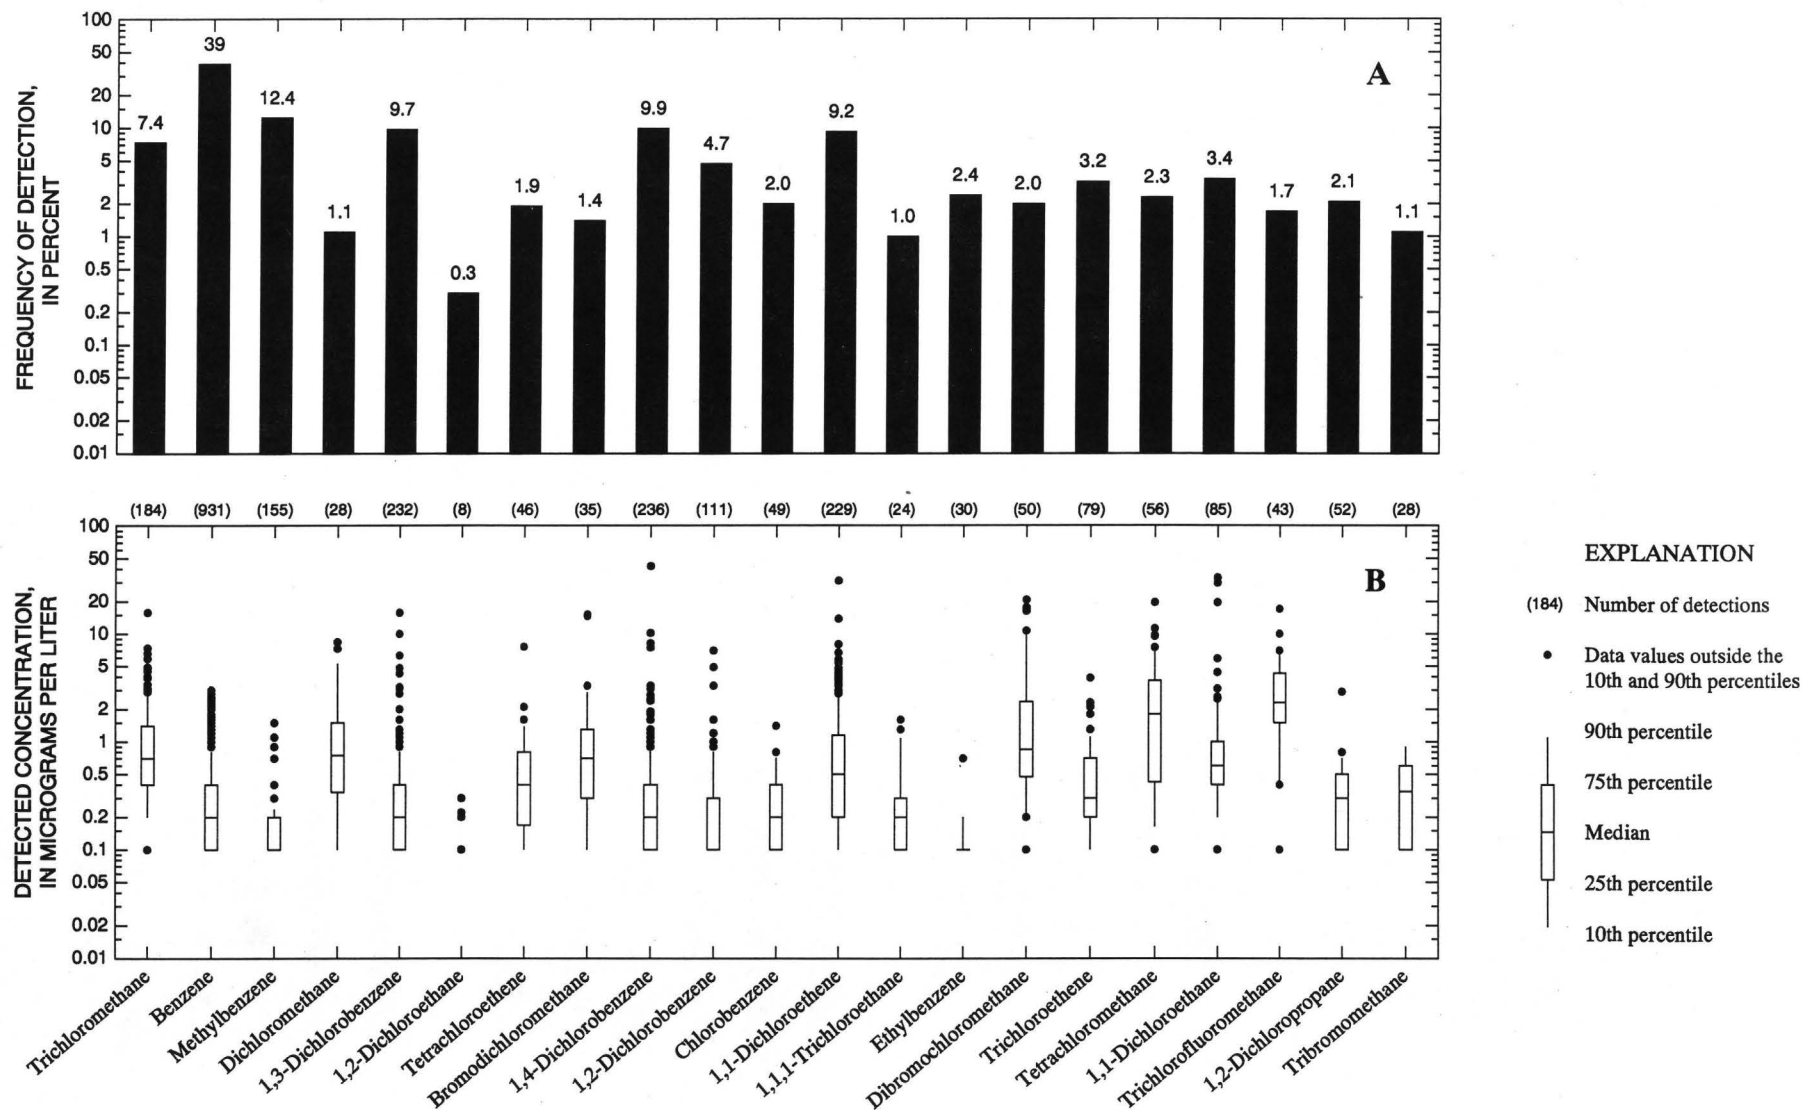 FREQUENCY OF DETECTION,
IN PERCENT
100
50
20
10
5
2
1
0.5
0.2
0.1
0.05
0.02
0.01
7.4
39
12.4
1.1
9.7
0.3
1.9
1.4
9.9
4.7
2.0
9.2
1.0
2.4
2.0
3.2
2.3
3.4
1.7
2.1
1.1
A
(184) (931) (155) (28) (232) (8) (46) (35) (236) (111) (49) (229) (24) (30) (50) (79) (56) (85) (43) (52) (28)
DETECTED CONCENTRATION,
IN MICROGRAMS PER LITER
100
50
20
10
5
2
1
0.5
0.2
0.1
0.05
0.02
0.01
B
Trichloromethane
Benzene
Methylbenzene
Dichloromethane
1,3-Dichlorobenzene
1,2-Dichloroethane
Tetrachloroethene
Bromodichloromethane
1,4-Dichlorobenzene
1,2-Dichlorobenzene
Chlorobenzene
1,1-Dichloroethene
1,1,1-Trichloroethane
Ethylbenzene
Dibromochloromethane
Trichloroethene
Tetrachloromethane
1,1-Dichloroethane
Trichlorofluoromethane
1,2-Dichloropropane
Tribromomethane
EXPLANATION
(184) Number of detections
Data values outside the
10th and 90th percentiles
90th percentile
75th percentile
Median
25th percentile
10th percentile